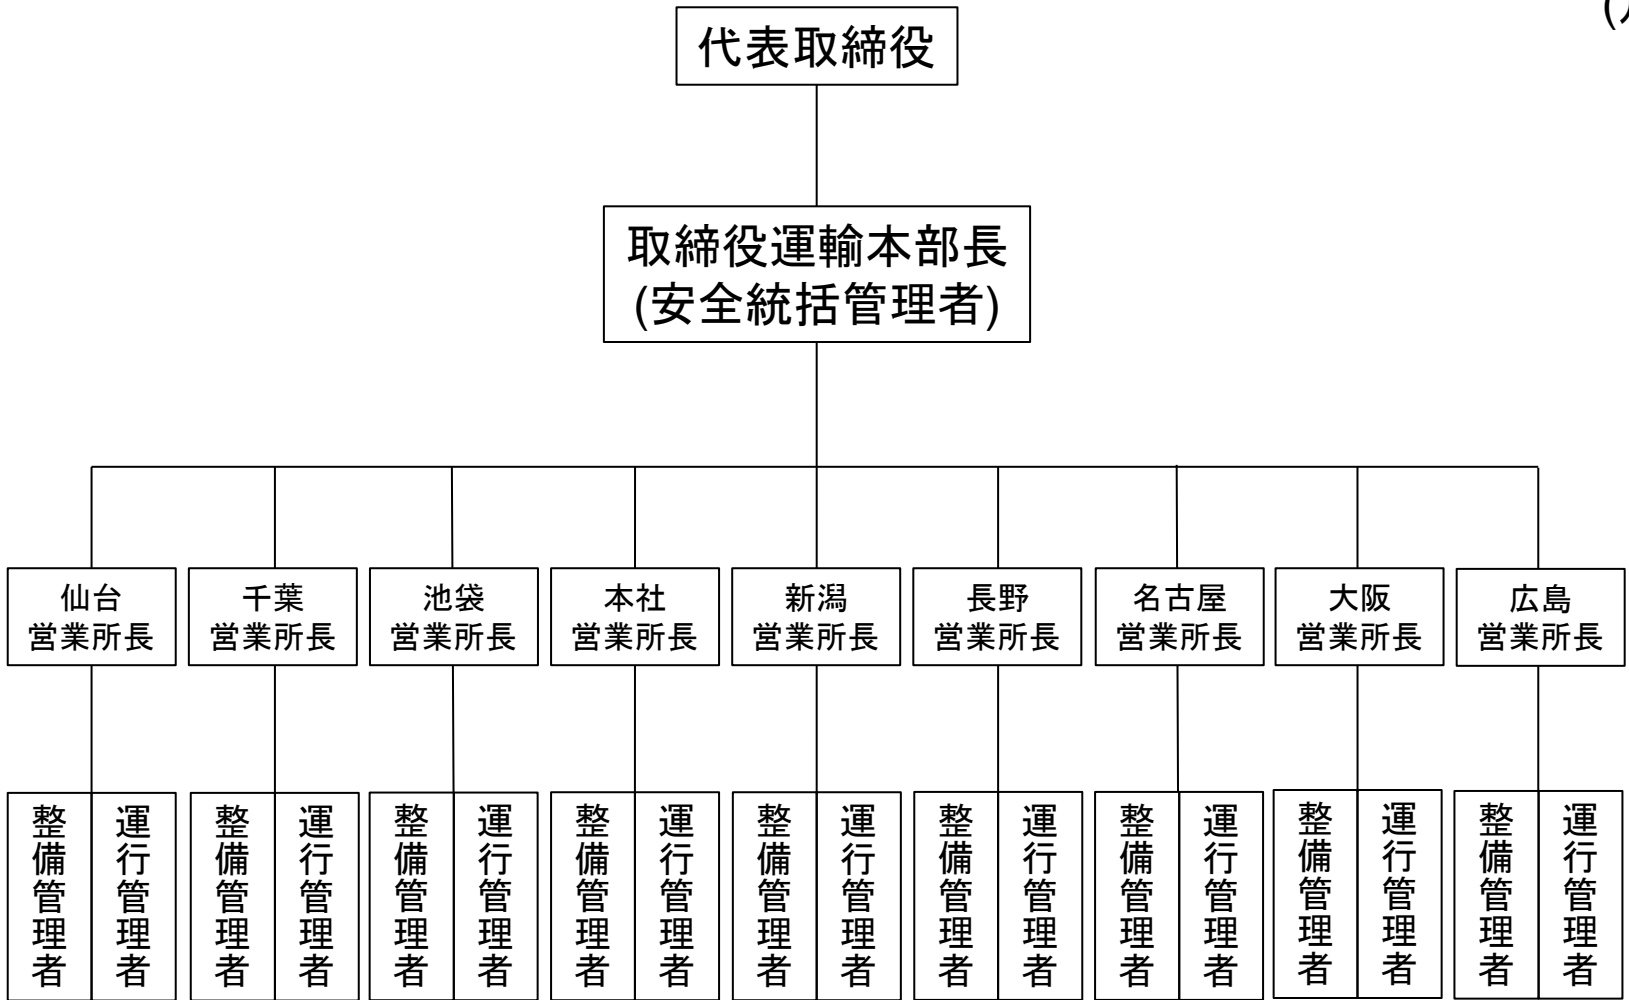 代表取締役
取締役運輸本部長
(安全統括管理者)
仙台
営業所長
千葉
営業所長
池袋
営業所長
本社
営業所長
新潟
営業所長
長野
営業所長
名古屋
営業所長
大阪
営業所長
広島
営業所長
整備管理者
運行管理者
整備管理者
運行管理者
整備管理者
運行管理者
整備管理者
運行管理者
整備管理者
運行管理者
整備管理者
運行管理者
整備管理者
運行管理者
整備管理者
運行管理者
整備管理者
運行管理者